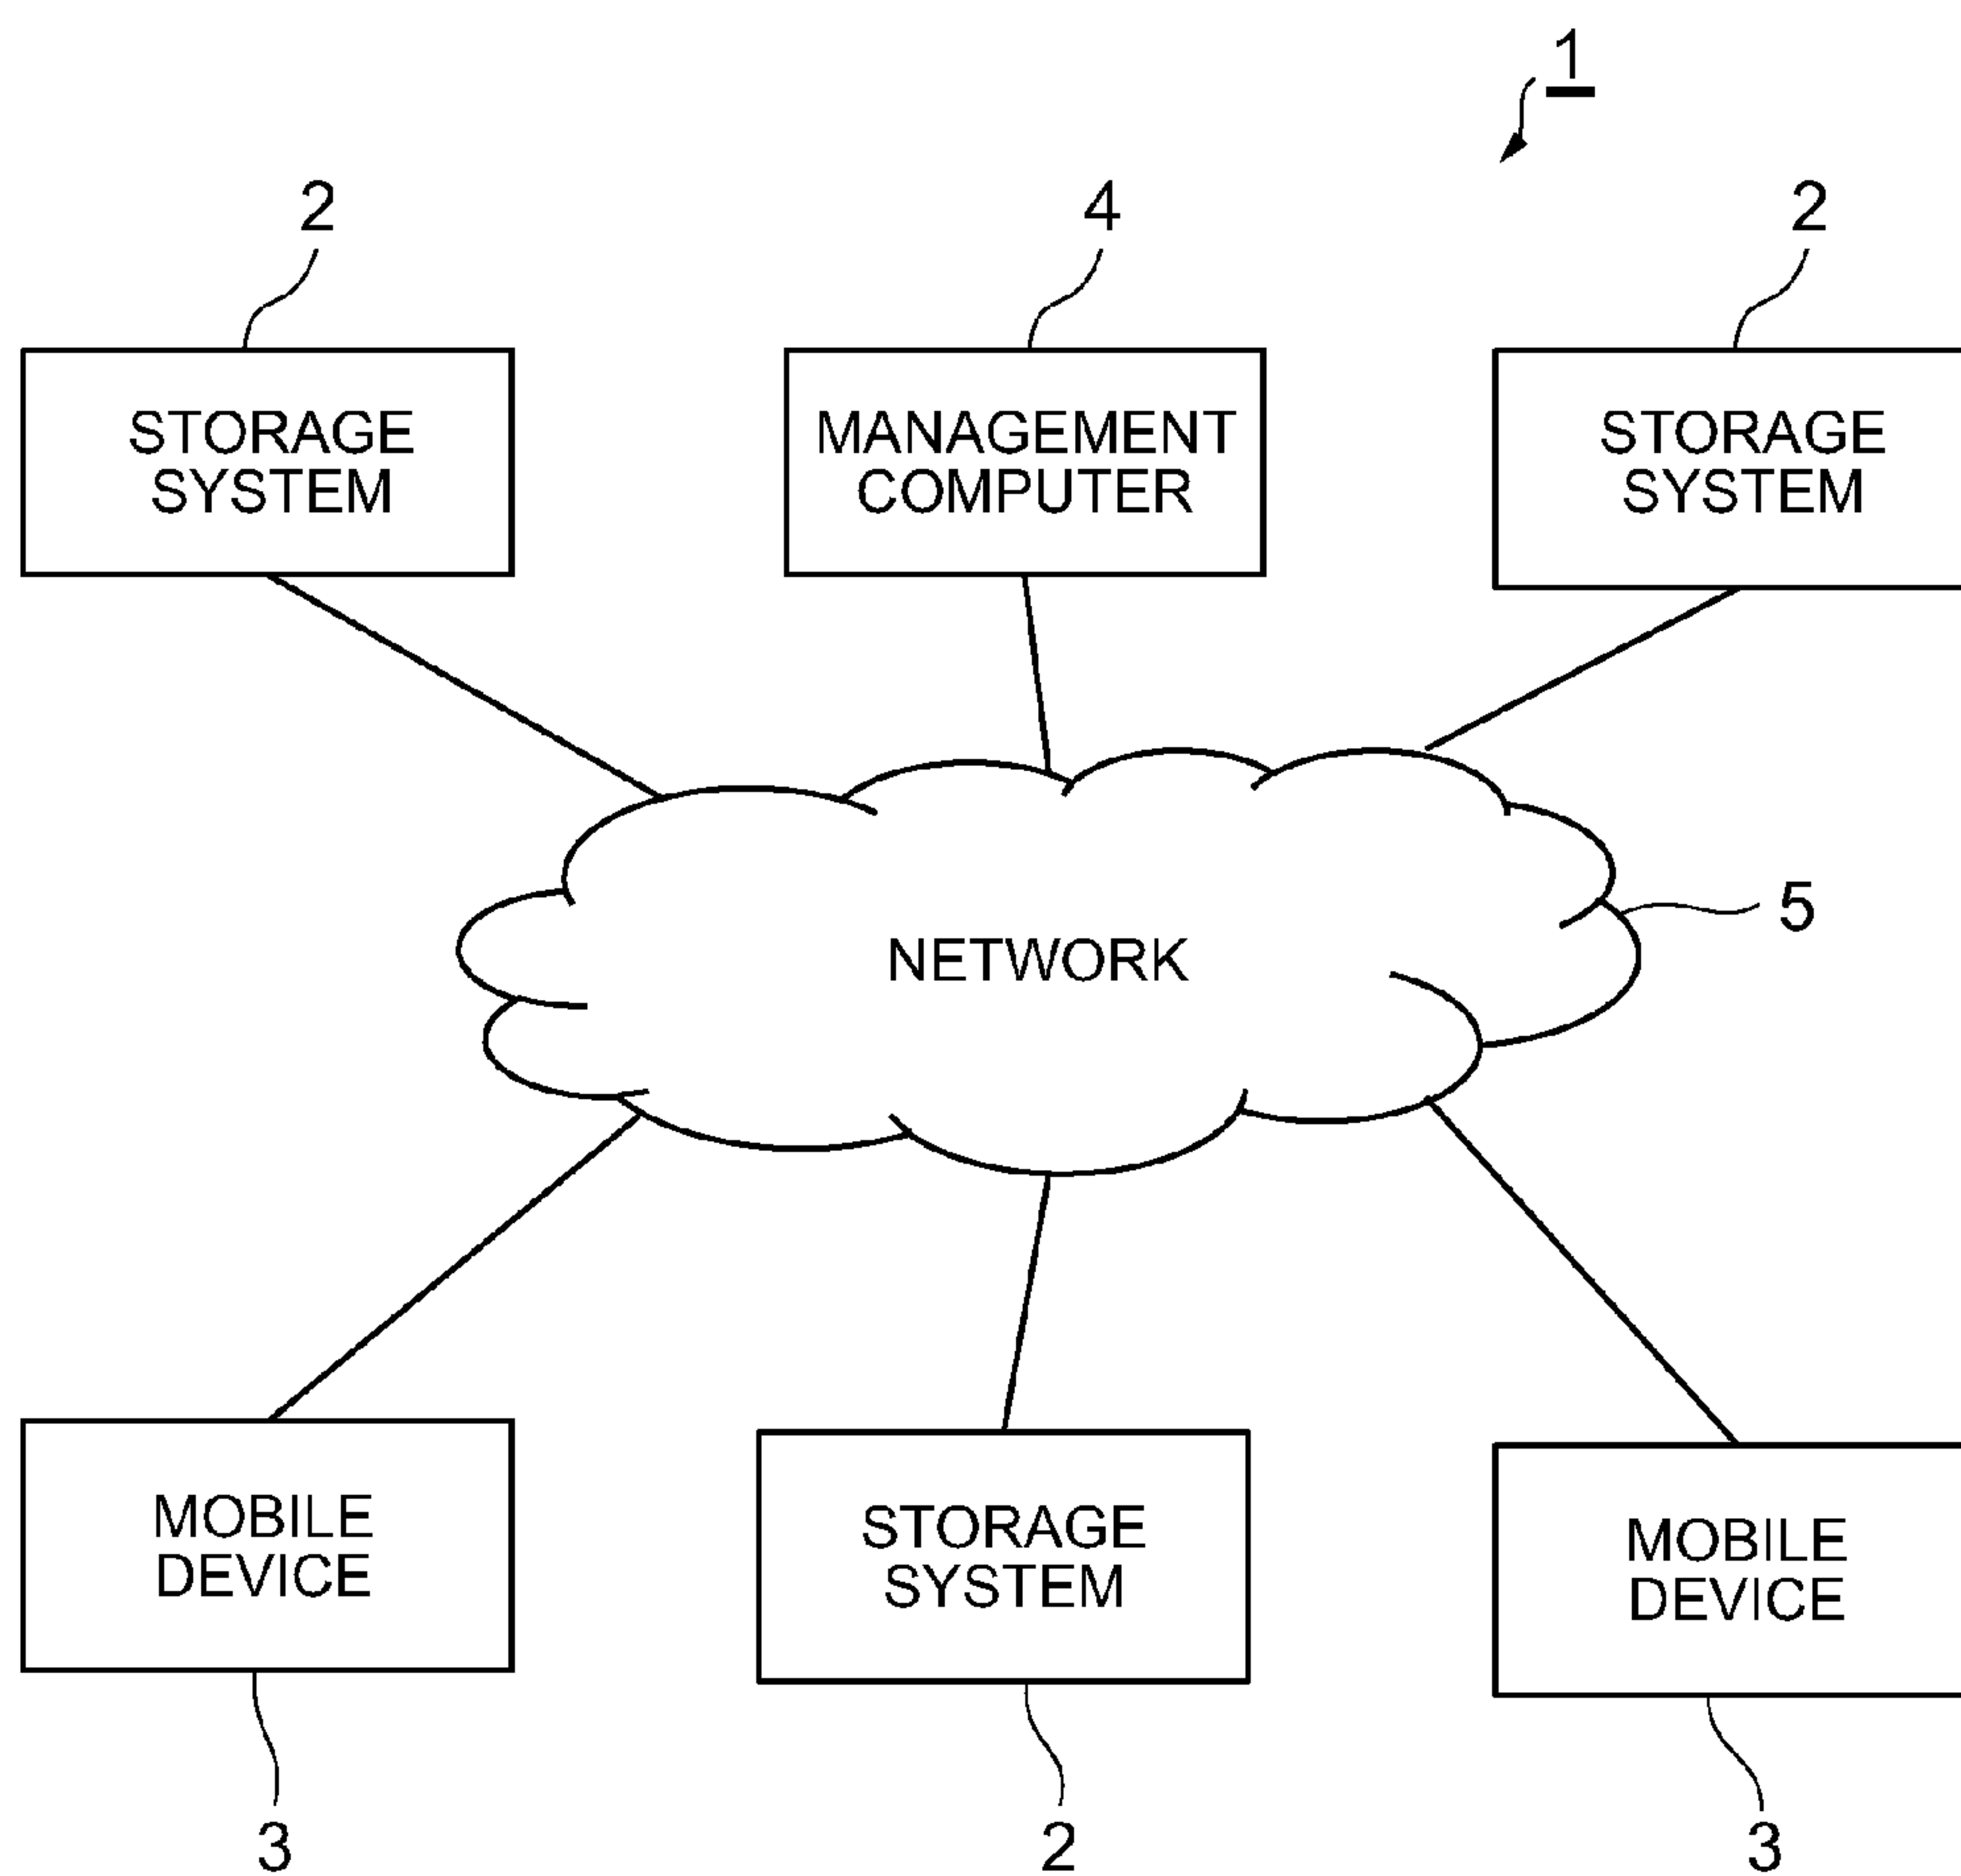 1
2
4
2
STORAGE
SYSTEM
MANAGEMENT
COMPUTER
STORAGE
SYSTEM
5
NETWORK
MOBILE
DEVICE
STORAGE
SYSTEM
MOBILE
DEVICE
3
2
3